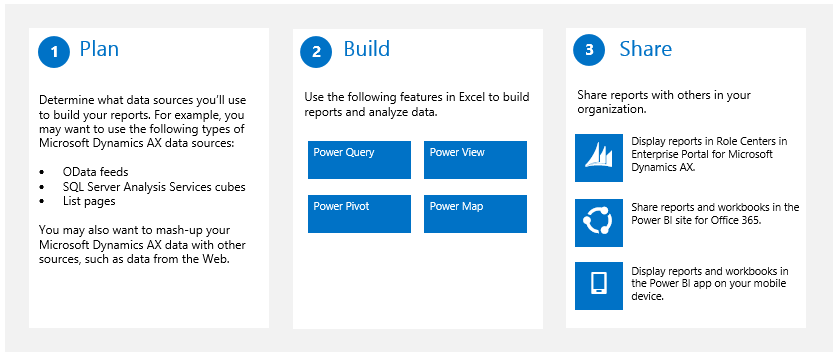 1 Plan
Determine what data sources you'll use
to build your reports. For example, you
may want to use the following types of
Microsoft Dynamics AX data sources:
• OData feeds
• SQL Server Analysis Services cubes
• List pages
You may also want to mash-up your
Microsoft Dynamics AX data with other
sources, such as data from the Web.
2 Build
Use the following features in Excel to build
reports and analyze data.
Power Query
Power View
Power Pivot
Power Map
3 Share
Share reports with others in your
organization.
Display reports in Role Centers in
Enterprise Portal for Microsoft
Dynamics AX.
Share reports and workbooks in the
Power BI site for Office 365.
Display reports and workbooks in
the Power BI app on your mobile
device.